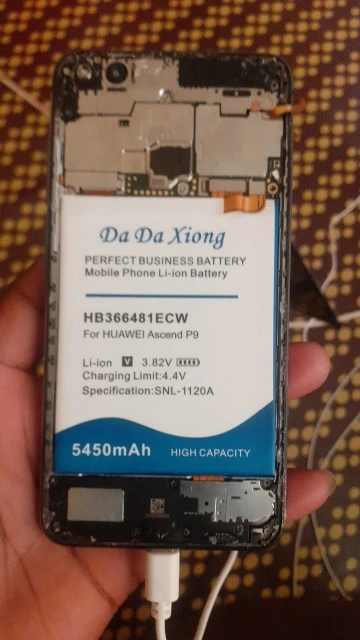 Da Da Xiong
PERFECT BUSINESS BATTERY
Mobile Phone Li-ion Battery
HB366481ECW
For HUAWEI Ascend P9
Li-ion V 3.82V
Charging Limit:4.4V
Specification:SNL-1120A
5450mAh HIGH CAPACITY